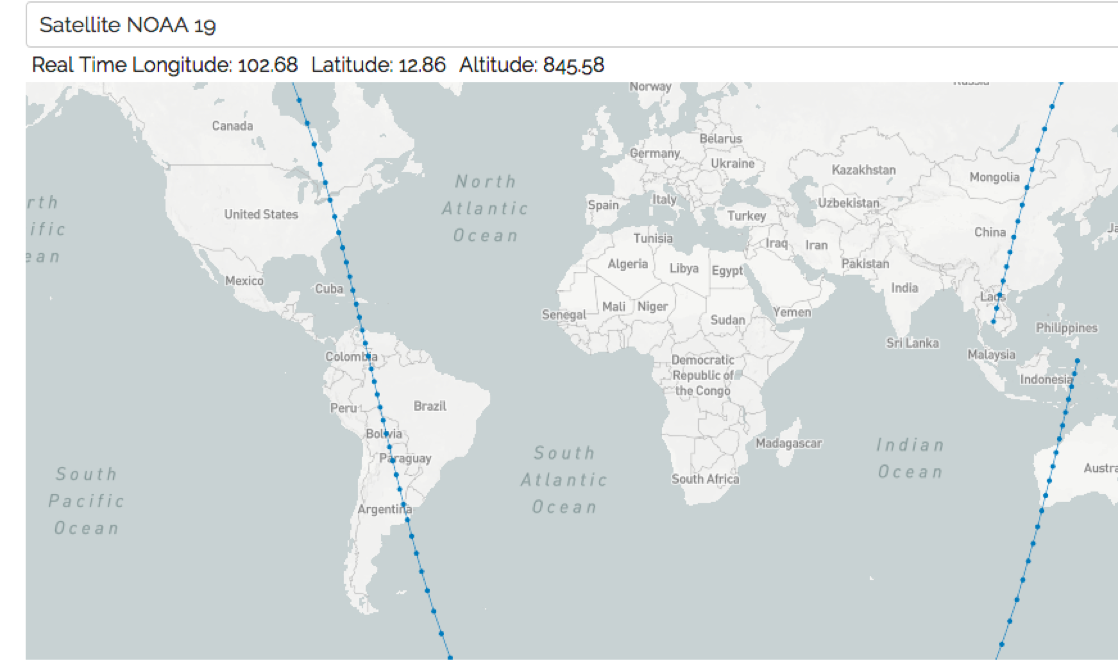 Satellite NOAA 19
Real Time Longitude: 102.68 Latitude: 12.86 Altitude: 845.58
Norway
Russia
Canada
Belarus
Germany
Ukraine
Kazakhstan
Mongolia
North
Atlantic
Ocean
rth
ific
ean
United States
Spain
Italy
Turkey
Uzbekistan
China
Ja
Tunisia
Iraq
Iran
Algeria
Libya
Egypt
Pakistan
Mexico
Cuba
India
Laos
Senegal
Mali
Niger
Sudan
Yemen
Philippines
Sri Lanka
Malaysia
Colombia
Democratic
Republic of
the Congo
Indonesia
Peru
Brazil
Bolivia
Paraguay
Madagascar
South
Pacific
Ocean
South
Atlantic
Ocean
Indian
Ocean
Austra
South Africa
Argentina